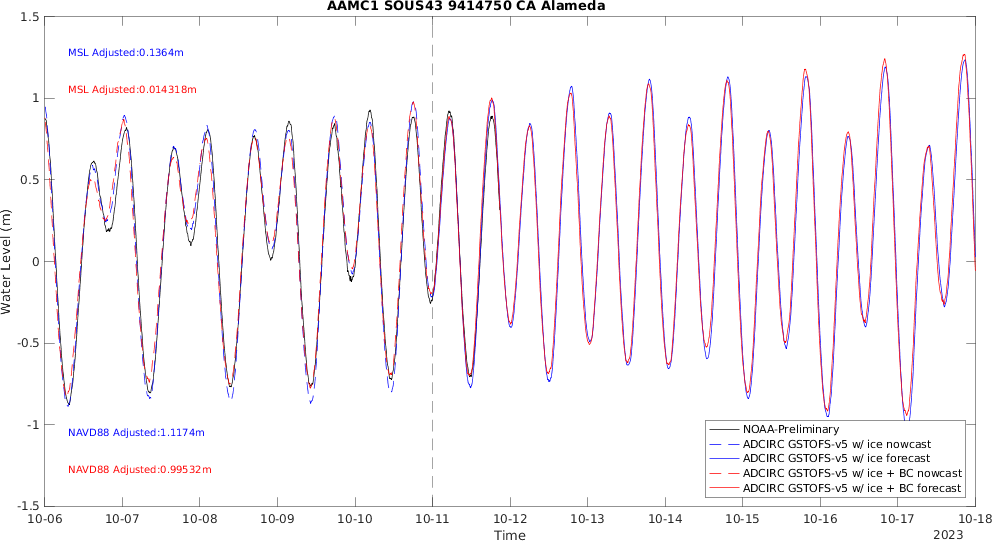 AAMC1 SOUS43 9414750 CA Alameda
1.5
MSL Adjusted:0.1364m
MSL Adjusted:0.014318m
1
0.5
Water Level (m)
0
-0.5
-1
NAVD88 Adjusted:1.1174m
NAVD88 Adjusted:0.99532m
NOAA-Preliminary
ADCIRC GSTOFS-v5 w/ ice nowcast
ADCIRC GSTOFS-v5 w/ ice forecast
ADCIRC GSTOFS-v5 w/ ice + BC nowcast
ADCIRC GSTOFS-v5 w/ ice + BC forecast
-1.5
10-06 10-07 10-08 10-09 10-10 10-11 10-12 10-13 10-14 10-15 10-16 10-17 10-18
Time
2023